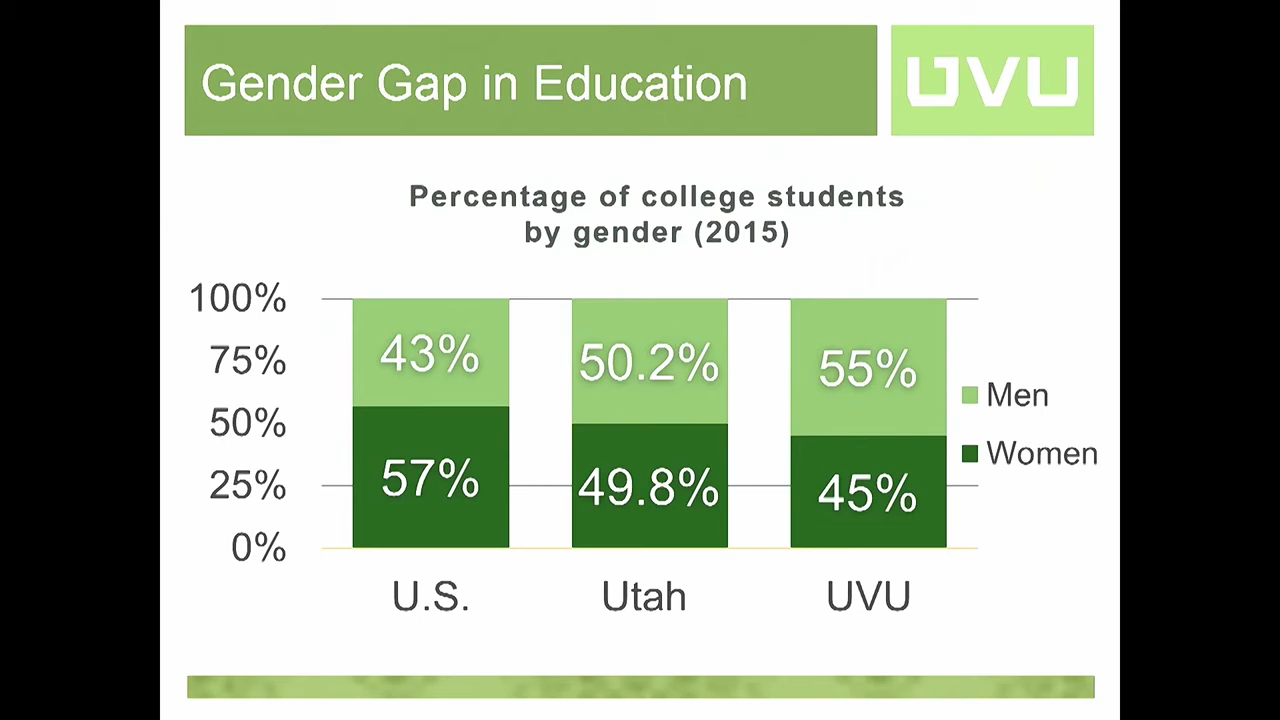 Gender Gap in Education
UVU
Percentage of college students
by gender (2015)
100%
75%
50%
25%
0%
43%
50.2%
55%
57%
49.8%
45%
Men
Women
U.S.
Utah
UVU